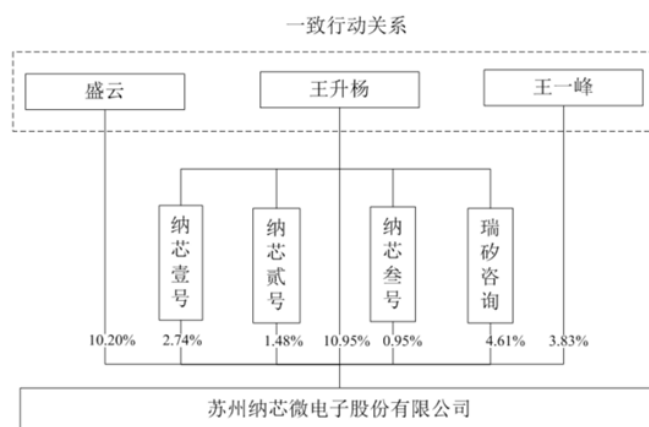 一致行动关系
盛云
王升杨
王一峰
纳芯壹号
纳芯贰号
纳芯叁号
瑞矽咨询
10.20%
2.74%
1.48%
10.95%
0.95%
4.61%
3.83%
苏州纳芯微电子股份有限公司